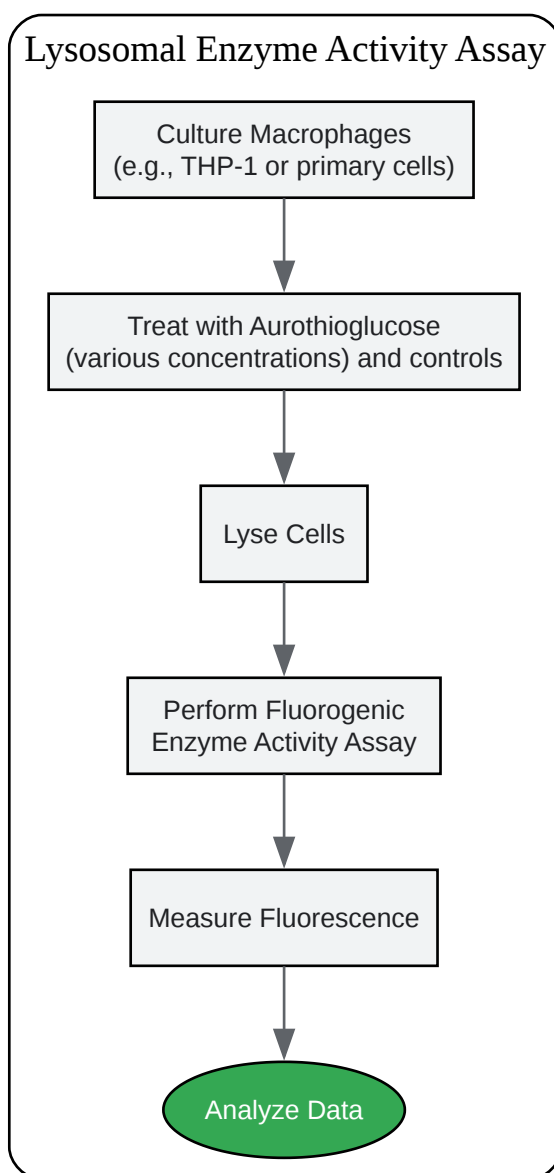 Lysosomal Enzyme Activity Assay
Culture Macrophages
(e.g., THP-1 or primary cells)
Treat with Aurothioglucose
(various concentrations) and controls
Lyse Cells
Perform Fluorogenic
Enzyme Activity Assay
Measure Fluorescence
Analyze Data